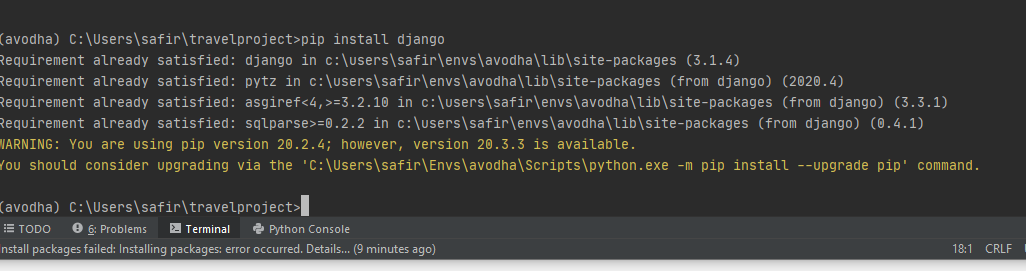 (avodha) C:\Users\safir\travelproject>pip install django
Requirement already satisfied: django in c:\users\safir\envs\avodha\lib\site-packages (3.1.4)
Requirement already satisfied: pytz in c:\users\safir\envs\avodha\lib\site-packages (from django) (2020.4)
Requirement already satisfied: asgiref<4,>=3.2.10 in c:\users\safir\envs\avodha\lib\site-packages (from django) (3.3.1)
Requirement already satisfied: sqlparse>=0.2.2 in c:\users\safir\envs\avodha\lib\site-packages (from django) (0.4.1)
WARNING: You are using pip version 20.2.4; however, version 20.3.3 is available.
You should consider upgrading via the 'C:\Users\safir\Envs\avodha\Scripts\python.exe -m pip install --upgrade pip' command.
(avodha) C:\Users\safir\travelproject>
TODO 6: Problems Terminal Python Console
Install packages failed: Installing packages: error occurred. Details... (9 minutes ago) 18:1 CRLF